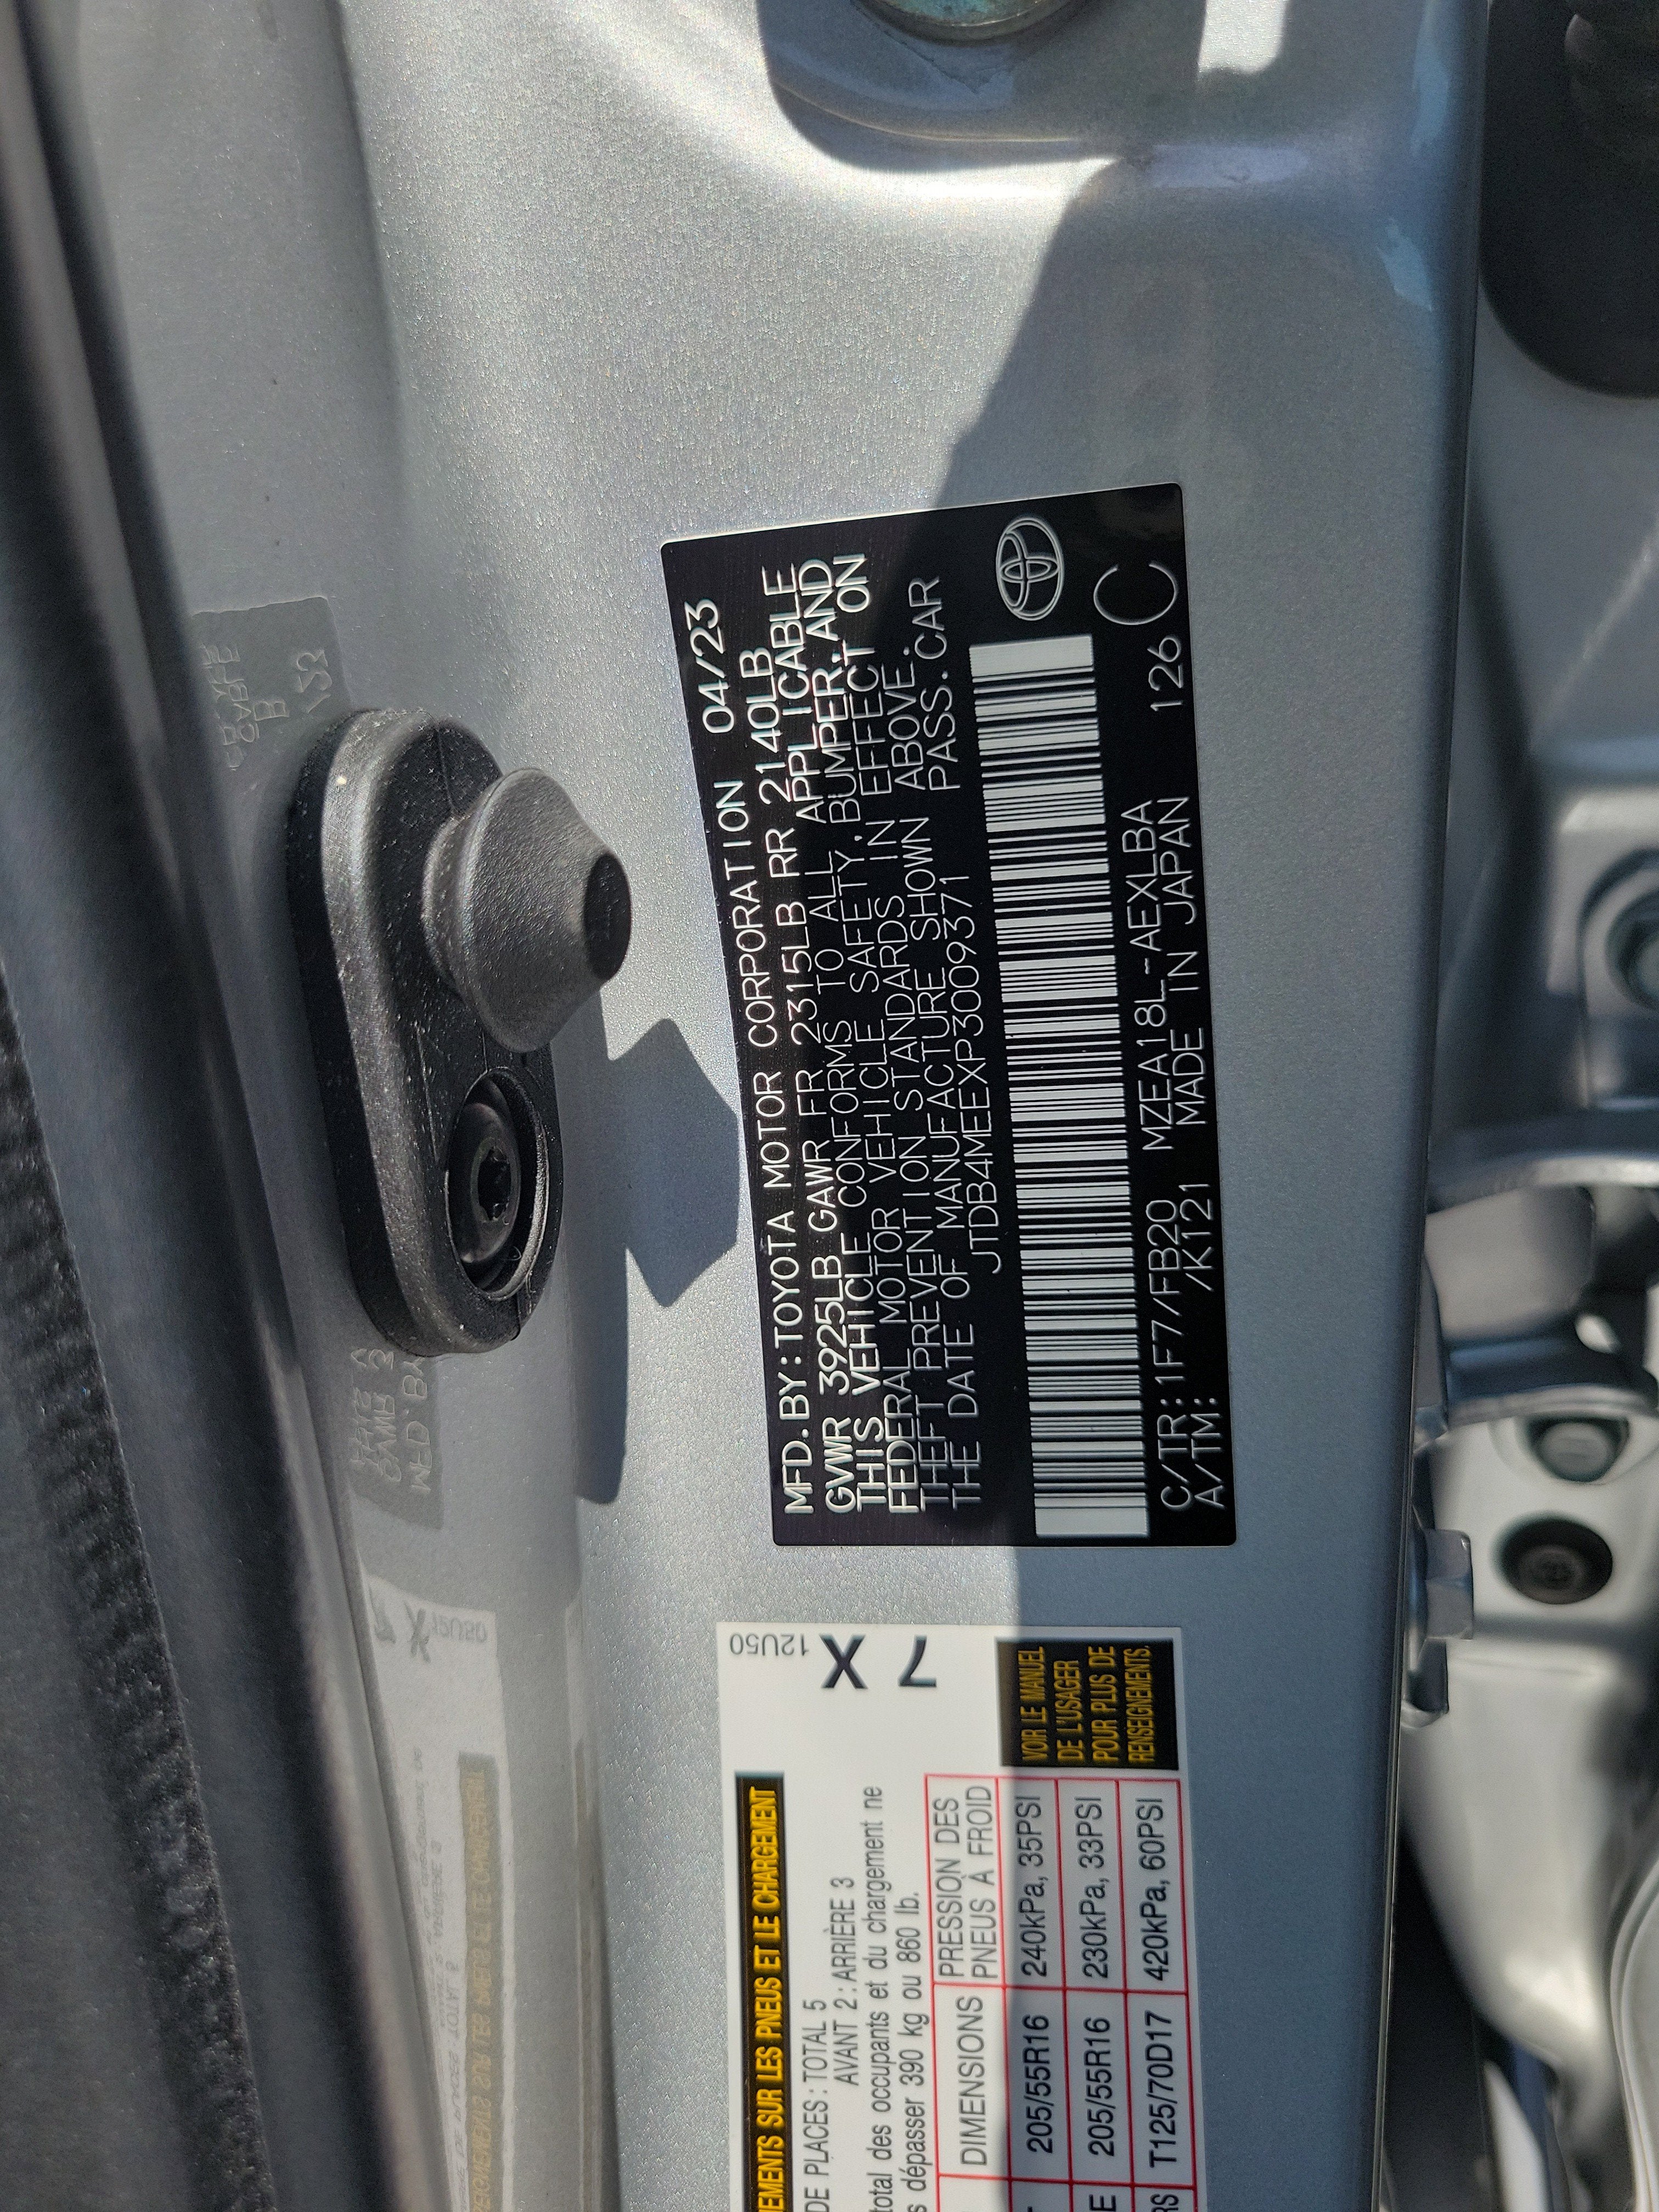 MFD.BY:TOYOTA MOTOR CORPORATION 04/23
GVWR 3925LB GAWR FR 2315LB RR 2140LB
THIS VEHICLE CONFORMS TO ALL APPLICABLE
FEDERAL MOTOR VEHICLE SAFETY, BUMPER, AND
THEFT PREVENTION STANDARDS IN EFFECT ON
THE DATE OF MANUFACTURE SHOWN ABOVE.
JTDB4MEEXP3009371 PASS.CAR
C/TR:1F7/FB20 MZEA18L-AEXLBA 126 C
A/TM: /K121 MADE IN JAPAN
SUR LES PNEUS ET LE CHARGEMENT
12U50
7 X
DE PLACES : TOTAL 5
AVANT 2 : ARRIÈRE 3
total des occupants et du chargement ne
dépasser 390 kg ou 860 lb.
DIMENSIONS
PRESSION DES
PNEUS À FROID
205/55R16 240kPa, 35PSI
205/55R16 230kPa, 33PSI
T125/70D17 420kPa, 60PSI
VOIR LE MANUEL
DE L'USAGER
POUR PLUS DE
RENSEIGNEMENTS.